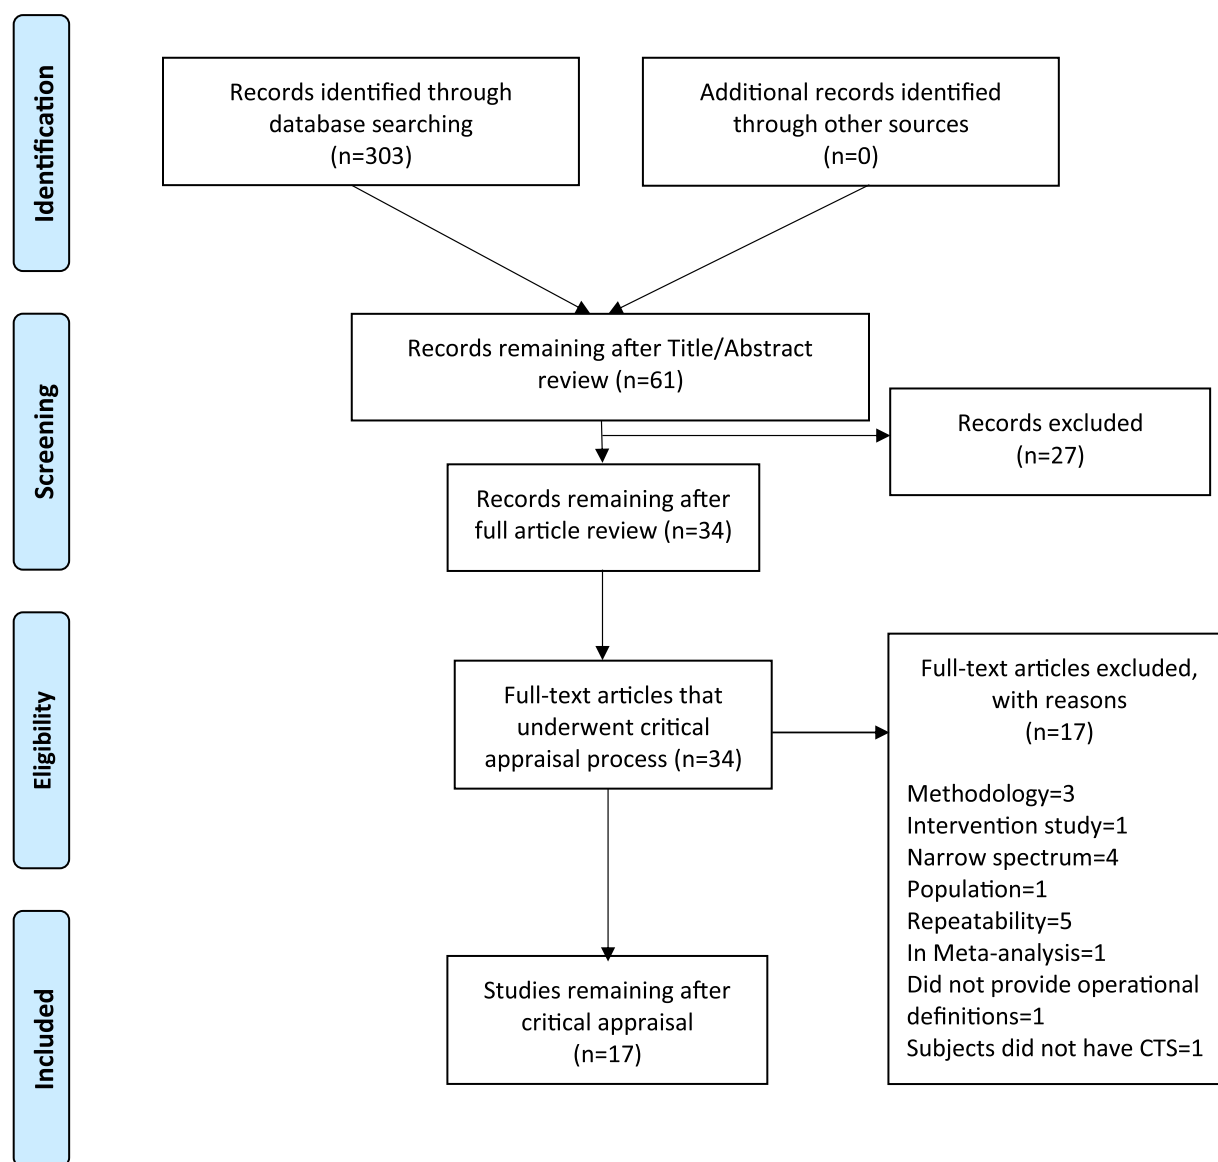 Identification
Records identified through
database searching
(n=303)
Additional records identified
through other sources
(n=0)
Screening
Records remaining after Title/Abstract
review (n=61)
Records excluded
(n=27)
Records remaining after
full article review (n=34)
Eligibility
Full-text articles that
underwent critical
appraisal process (n=34)
Full-text articles excluded,
with reasons
(n=17)
Methodology=3
Intervention study=1
Narrow spectrum=4
Population=1
Repeatability=5
In Meta-analysis=1
Did not provide operational
definitions=1
Subjects did not have CTS=1
Included
Studies remaining after
critical appraisal
(n=17)